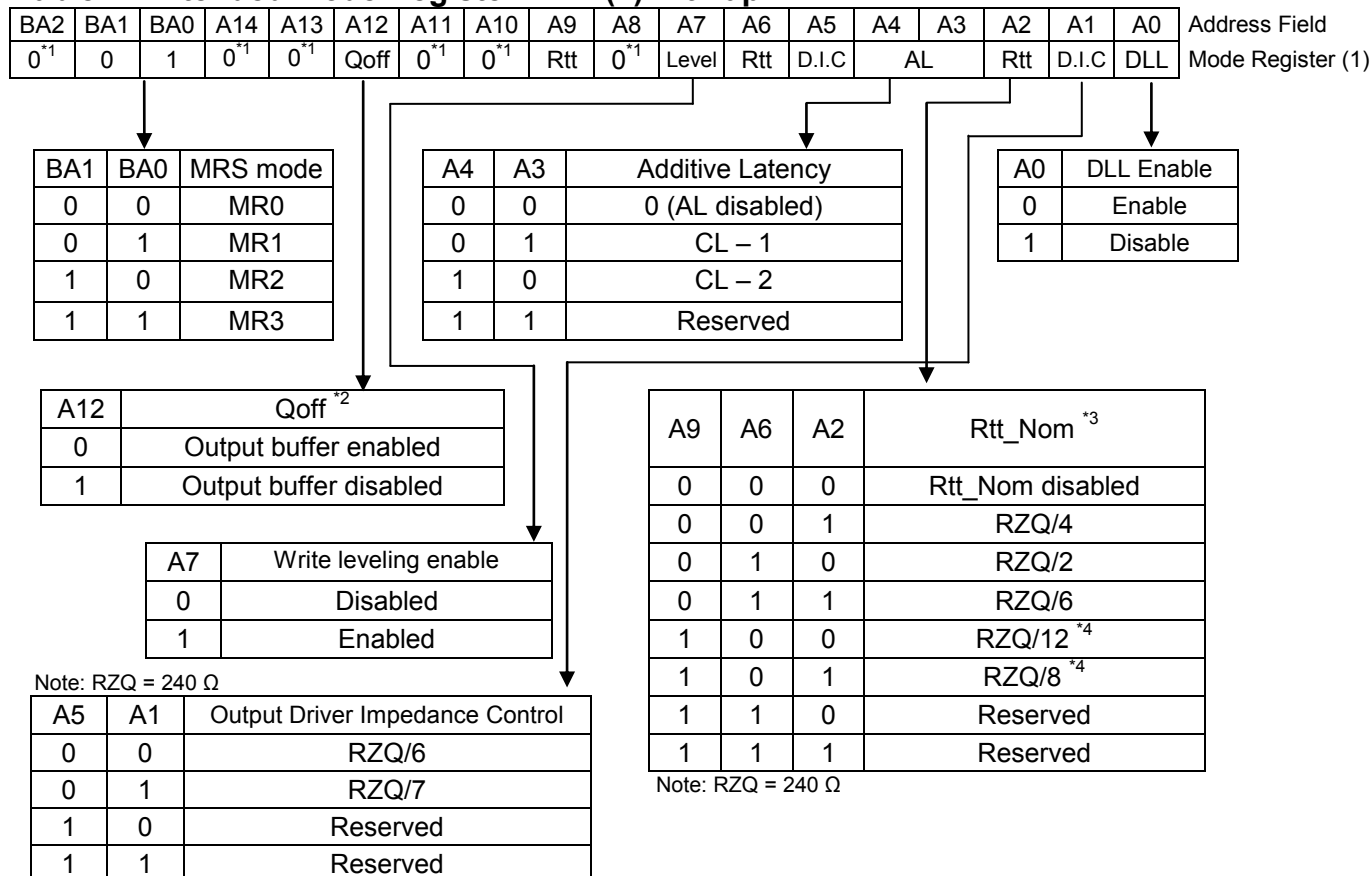 BA2 BA1 BA0 A14 A13 A12 A11 A10 A9 A8 A7 A6 A5 A4 A3 A2 A1 A0 Address Field
0*1 0 1 0*1 0*1 Qoff 0*1 0*1 Rtt 0*1 Level Rtt D.I.C AL Rtt D.I.C DLL Mode Register (1)
BA1 BA0 MRS mode
0 0 MR0
0 1 MR1
1 0 MR2
1 1 MR3
A4 A3 Additive Latency
0 0 0 (AL disabled)
0 1 CL – 1
1 0 CL – 2
1 1 Reserved
A0 DLL Enable
0 Enable
1 Disable
A12 Qoff *2
0 Output buffer enabled
1 Output buffer disabled
A7 Write leveling enable
0 Disabled
1 Enabled
Note: RZQ = 240 Ω
A5 A1 Output Driver Impedance Control
0 0 RZQ/6
0 1 RZQ/7
1 0 Reserved
1 1 Reserved
A9 A6 A2 Rtt_Nom *3
0 0 0 Rtt_Nom disabled
0 0 1 RZQ/4
0 1 0 RZQ/2
0 1 1 RZQ/6
1 0 0 RZQ/12 *4
1 0 1 RZQ/8 *4
1 1 0 Reserved
1 1 1 Reserved
Note: RZQ = 240 Ω